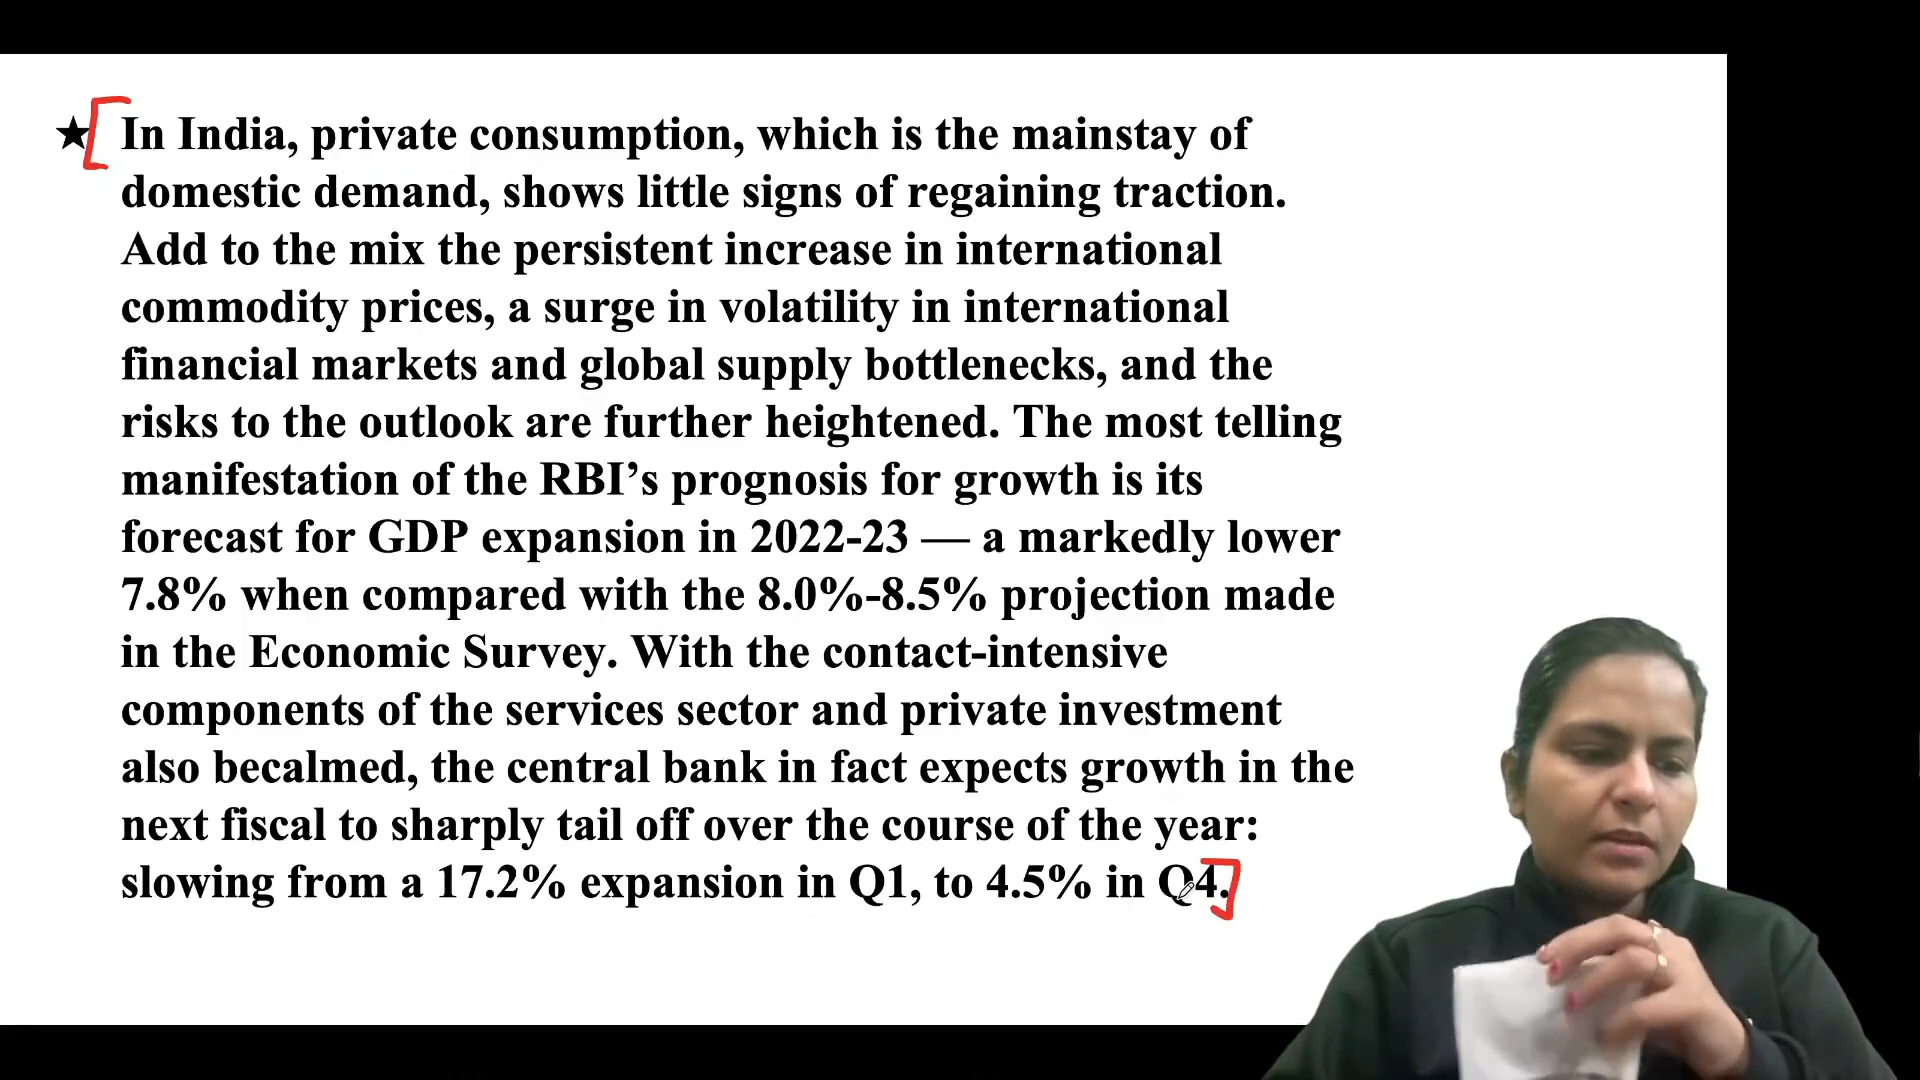 ★ In India, private consumption, which is the mainstay of
domestic demand, shows little signs of regaining traction.
Add to the mix the persistent increase in international
commodity prices, a surge in volatility in international
financial markets and global supply bottlenecks, and the
risks to the outlook are further heightened. The most telling
manifestation of the RBI’s prognosis for growth is its
forecast for GDP expansion in 2022-23 — a markedly lower
7.8% when compared with the 8.0%-8.5% projection made
in the Economic Survey. With the contact-intensive
components of the services sector and private investment
also becalmed, the central bank in fact expects growth in the
next fiscal to sharply tail off over the course of the year:
slowing from a 17.2% expansion in Q1, to 4.5% in Q4.